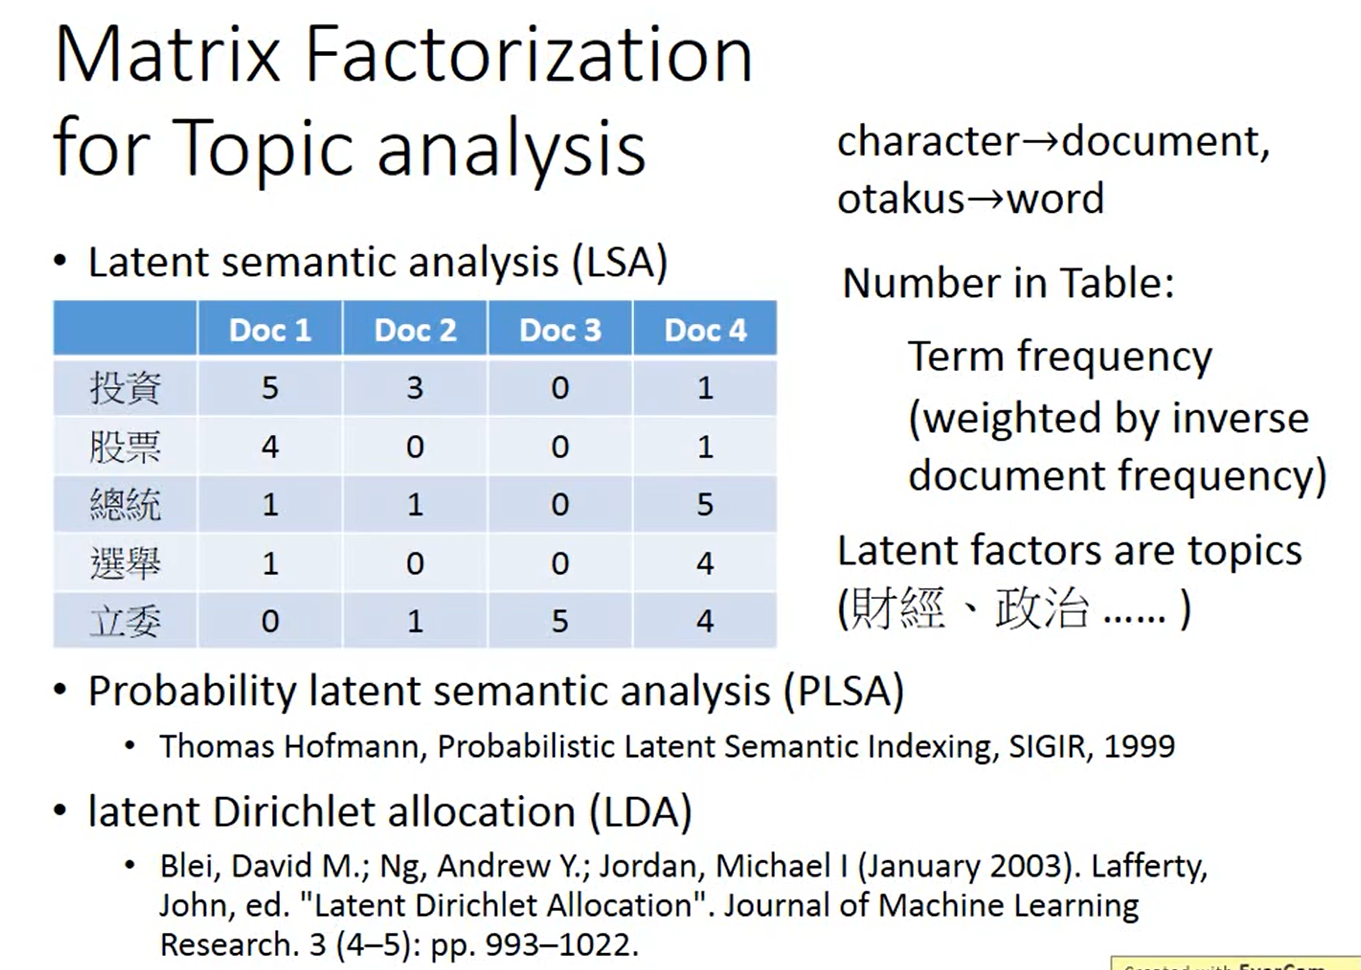 Matrix Factorization
for Topic analysis
character→document,
otakus→word
• Latent semantic analysis (LSA)
Doc 1 Doc 2 Doc 3 Doc 4
投資 5 3 0 1
股票 4 0 0 1
總統 1 1 0 5
選舉 1 0 0 4
立委 0 1 5 4
Number in Table:
Term frequency
(weighted by inverse
document frequency)
Latent factors are topics
(財經、政治 …… )
• Probability latent semantic analysis (PLSA)
• Thomas Hofmann, Probabilistic Latent Semantic Indexing, SIGIR, 1999
• latent Dirichlet allocation (LDA)
• Blei, David M.; Ng, Andrew Y.; Jordan, Michael I (January 2003). Lafferty,
John, ed. "Latent Dirichlet Allocation". Journal of Machine Learning
Research. 3 (4–5): pp. 993–1022.
Created with EverCam